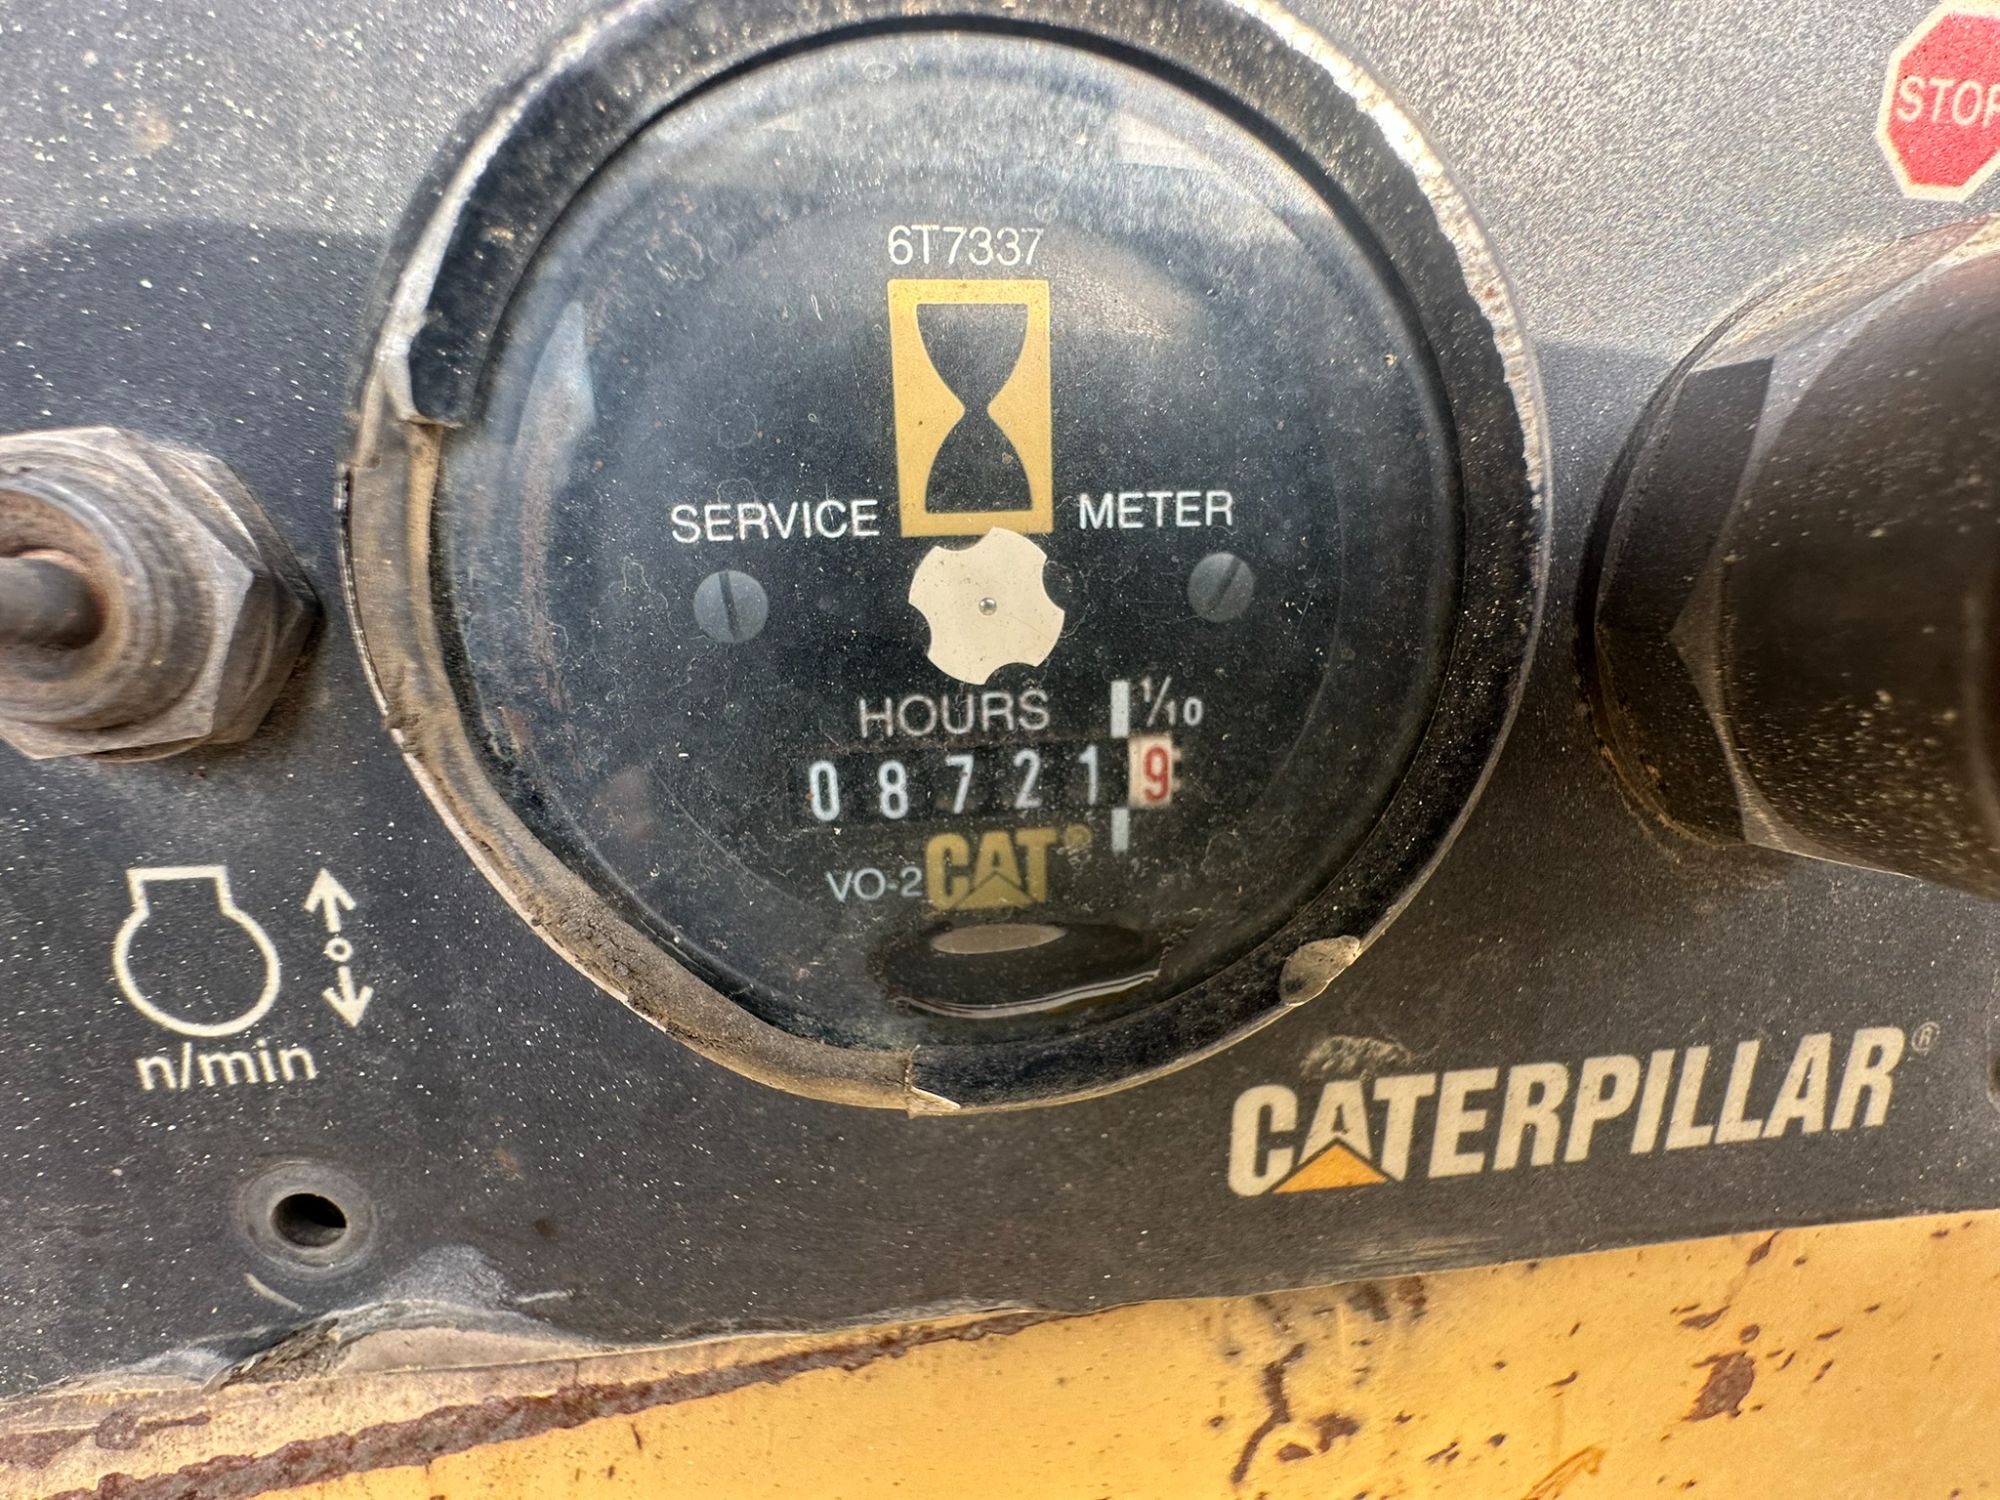 STOP
6T7337
SERVICE METER
HOURS 1/10
087219
VO-2 CAT®
n/min
CATERPILLAR®